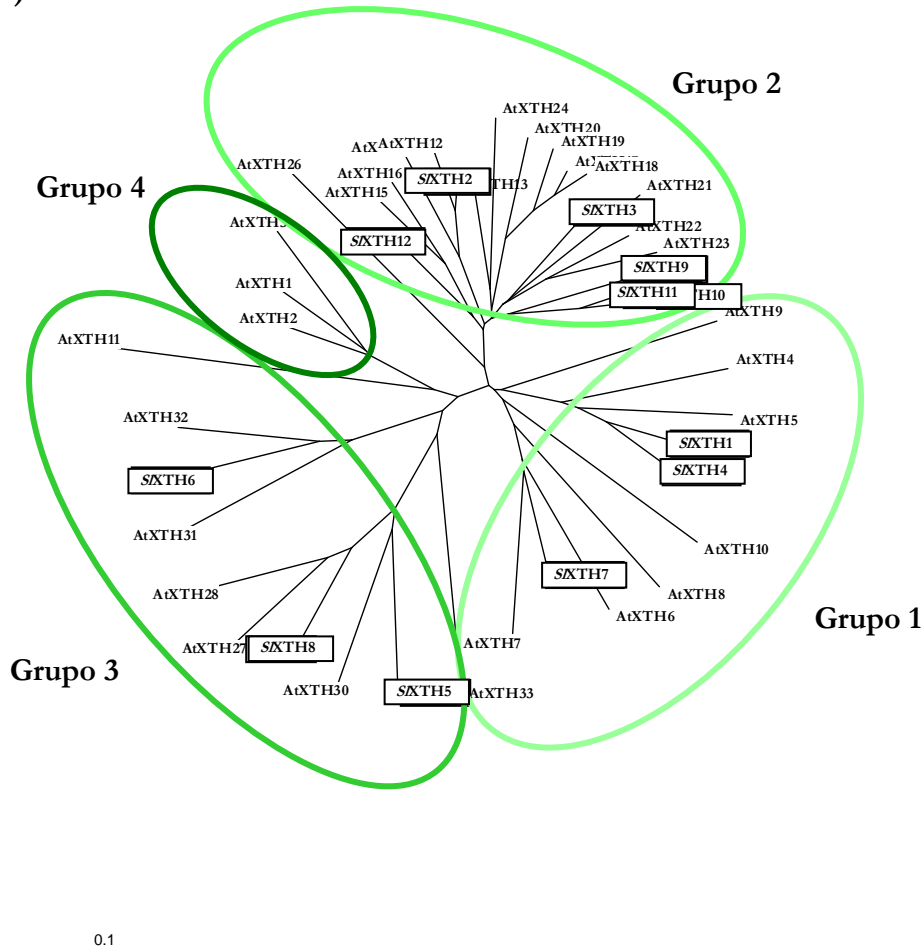 )
Grupo 2
AtXTH24
AtXTH20
AtXTH12
AtXTH19
AtXTH18
AtXTH26
AtXTH16
SlXTH2
AtXTH21
Grupo 4
AtXTH15
SlXTH3
AtXTH22
SlXTH12
AtXTH23
SlXTH9
AtXTH1
SlXTH11
AtXTH9
AtXTH2
AtXTH11
AtXTH4
AtXTH32
AtXTH5
SlXTH1
SlXTH4
SlXTH6
AtXTH31
AtXTH10
SlXTH7
AtXTH28
AtXTH8
AtXTH6
Grupo 1
AtXTH27
SlXTH8
AtXTH7
Grupo 3
AtXTH30
SlXTH5
AtXTH33
0.1